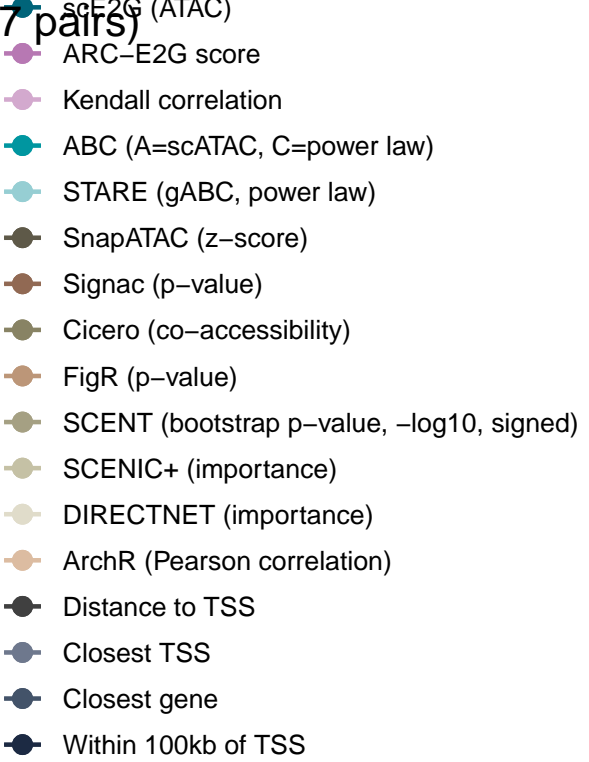 scE2G (ATAC)
7 pairs)
ARC−E2G score
Kendall correlation
ABC (A=scATAC, C=power law)
STARE (gABC, power law)
SnapATAC (z−score)
Signac (p−value)
Cicero (co−accessibility)
FigR (p−value)
SCENT (bootstrap p−value, −log10, signed)
SCENIC+ (importance)
DIRECTNET (importance)
ArchR (Pearson correlation)
Distance to TSS
Closest TSS
Closest gene
Within 100kb of TSS